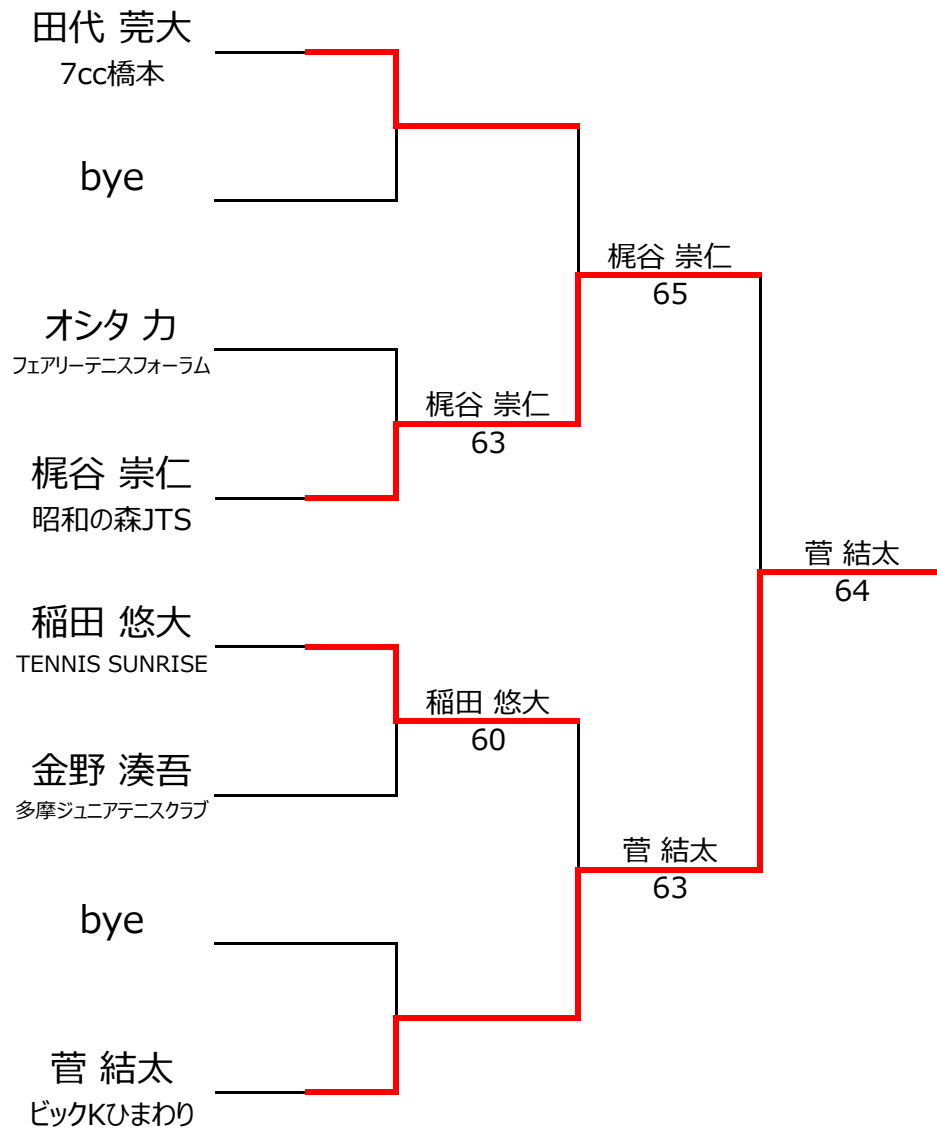 田代 莞大
7cc橋本
bye
オシタ 力
フェアリーテニスフォーラム
梶谷 崇仁
昭和の森JTS
稲田 悠大
TENNIS SUNRISE
金野 湊吾
多摩ジュニアテニスクラブ
bye
菅 結太
ビックKひまわり
梶谷 崇仁
63
稲田 悠大
60
梶谷 崇仁
65
菅 結太
63
菅 結太
64